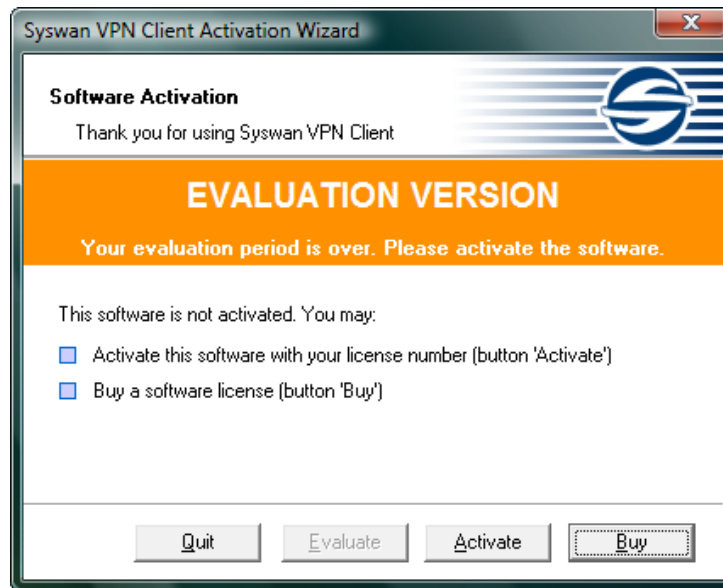 Syswan VPN Client Activation Wizard
Software Activation
Thank you for using Syswan VPN Client
EVALUATION VERSION
Your evaluation period is over. Please activate the software.
This software is not activated. You may:
Activate this software with your license number (button 'Activate')
Buy a software license (button 'Buy')
Quit Evaluate Activate Buy